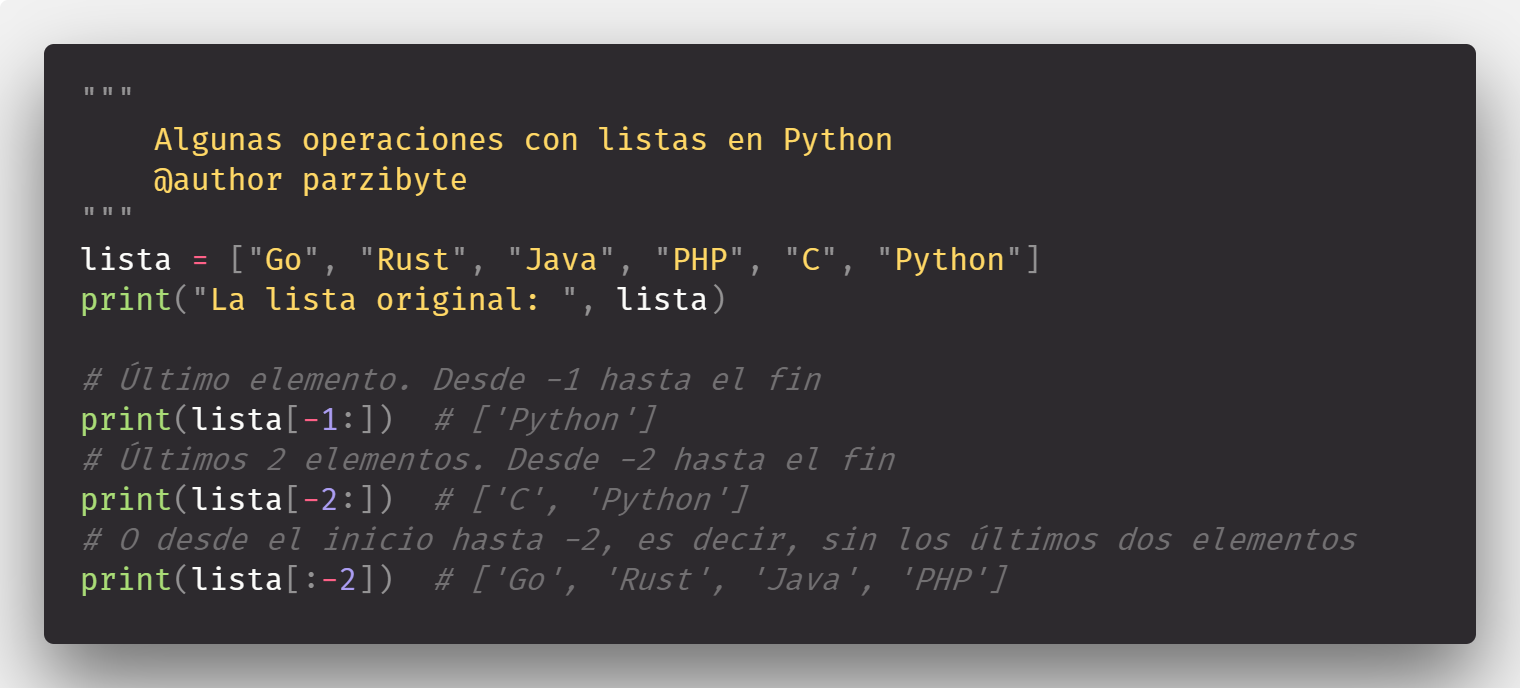 """
    Algunas operaciones con listas en Python
    @author parzibyte
"""
lista = ["Go", "Rust", "Java", "PHP", "C", "Python"]
print("La lista original: ", lista)

# Último elemento. Desde -1 hasta el fin
print(lista[-1:])  # ['Python']
# Últimos 2 elementos. Desde -2 hasta el fin
print(lista[-2:])  # ['C', 'Python']
# O desde el inicio hasta -2, es decir, sin los últimos dos elementos
print(lista[:-2])  # ['Go', 'Rust', 'Java', 'PHP']